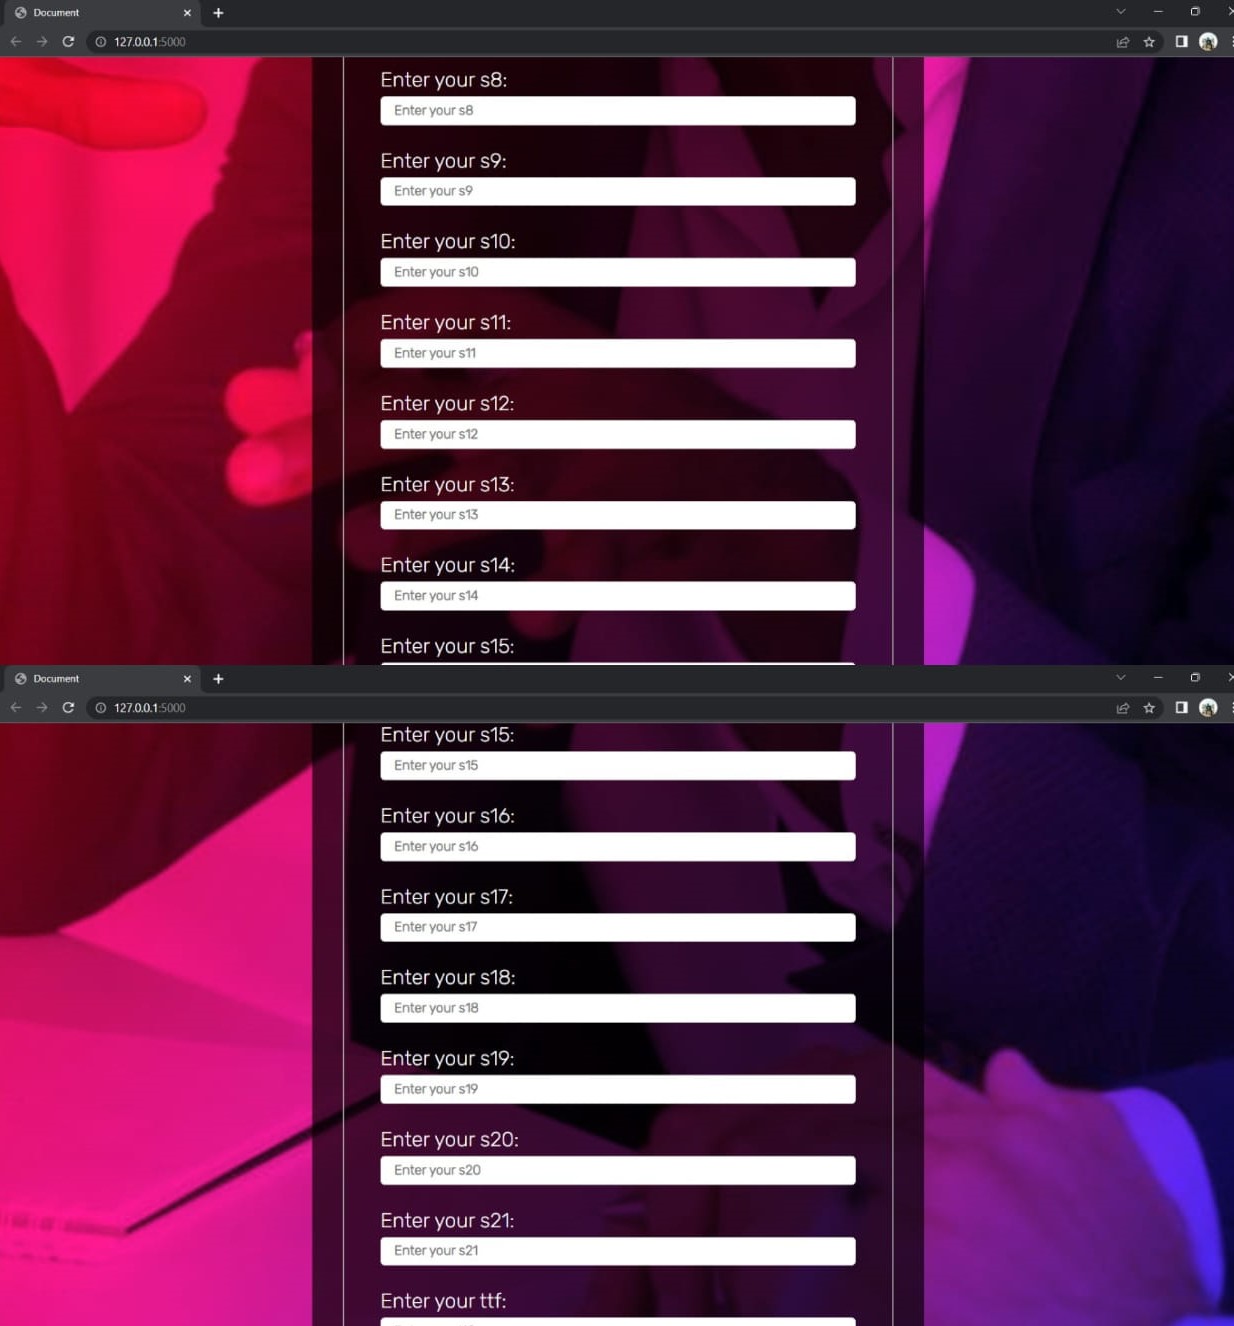 Document
127.0.0.1:5000
Enter your s8:
Enter your s8
Enter your s9:
Enter your s9
Enter your s10:
Enter your s10
Enter your s11:
Enter your s11
Enter your s12:
Enter your s12
Enter your s13:
Enter your s13
Enter your s14:
Enter your s14
Enter your s15:
Document
127.0.0.1:5000
Enter your s15:
Enter your s15
Enter your s16:
Enter your s16
Enter your s17:
Enter your s17
Enter your s18:
Enter your s18
Enter your s19:
Enter your s19
Enter your s20:
Enter your s20
Enter your s21:
Enter your s21
Enter your ttf: